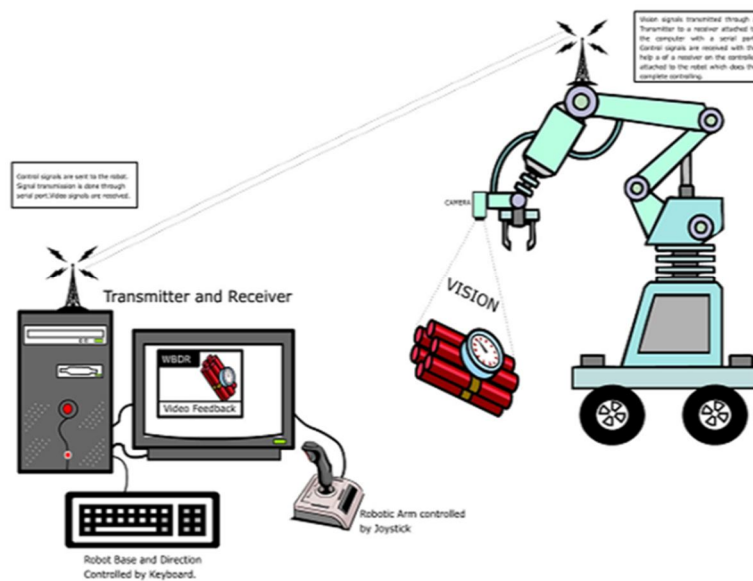 Vision signals transmitted through
Transmitter to a receiver attached t
the computer with a serial port
Control signals are received with th
help a of a receiver on the controlle
attached to the robot which does th
complete controlling.
Control signals are sent to the robot.
Signal transmission is done through
serial port.Video signals are received.
CAMERA
VISION
Transmitter and Receiver
WBDR
Video Feedback
Robotic Arm controlled
by Joystick
Robot Base and Direction
Controlled by Keyboard.